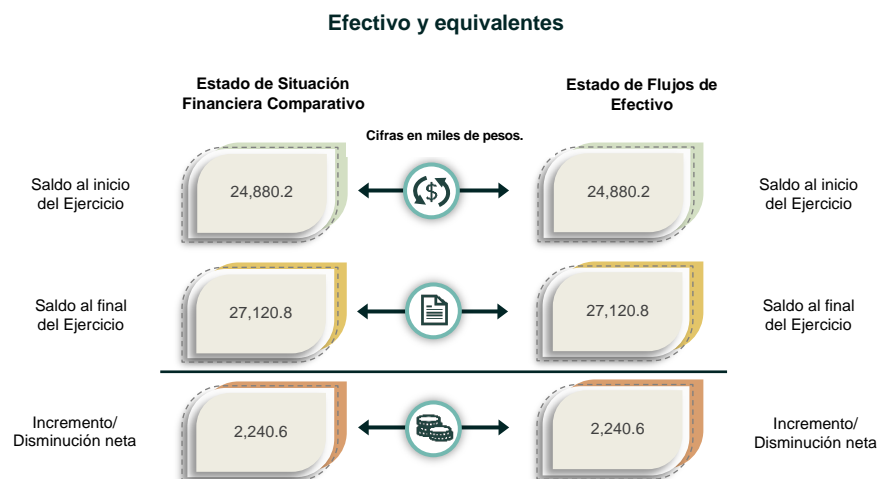 Efectivo y equivalentes
Estado de Situación
Financiera Comparativo
Estado de Flujos de
Efectivo
Cifras en miles de pesos.
Saldo al inicio
del Ejercicio
24,880.2
$
24,880.2
Saldo al inicio
del Ejercicio
Saldo al final
del Ejercicio
27,120.8
27,120.8
Saldo al final
del Ejercicio
Incremento/
Disminución neta
2,240.6
2,240.6
Incremento/
Disminución neta